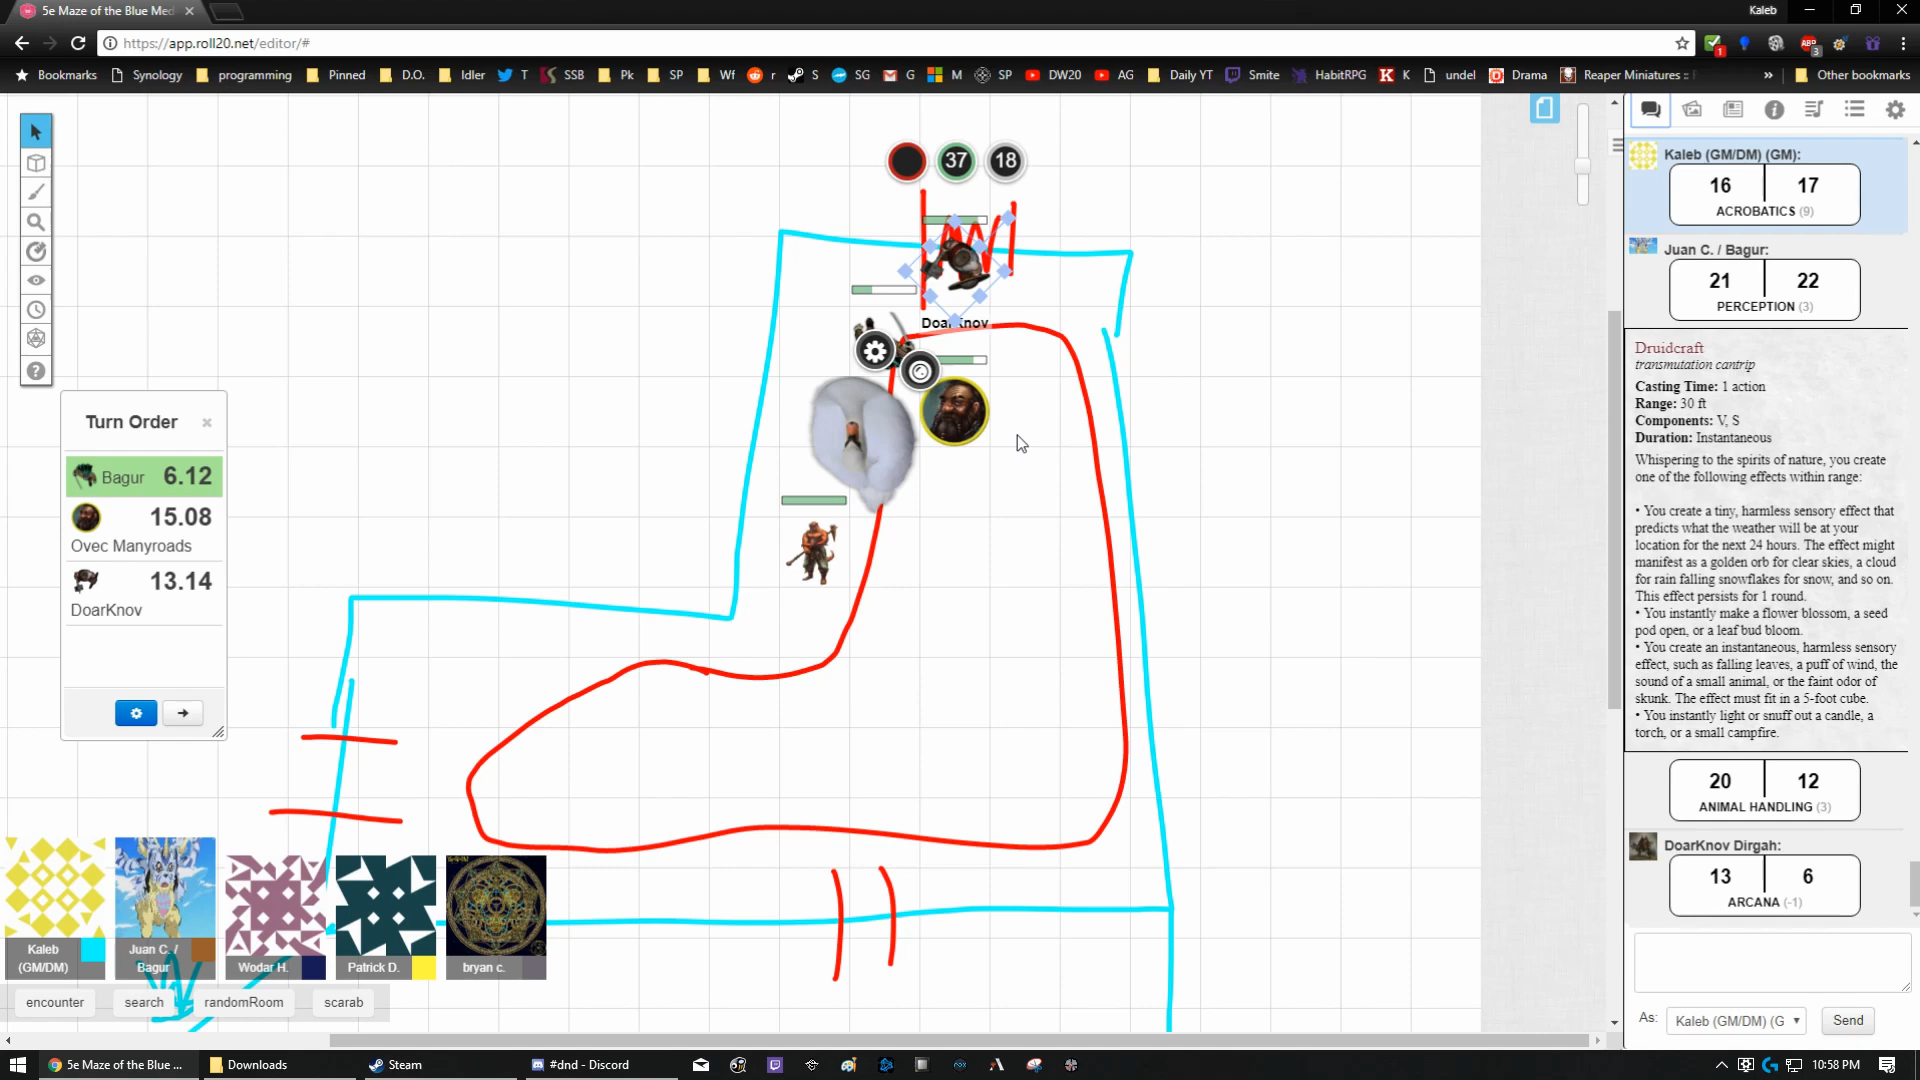 5e Maze of the Blue Med
Kaleb
https://app.roll20.net/editor/#
1
ABP
3
Bookmarks
Synology
programming
Pinned
D.O.
Idler
T
SSB
Pk
SP
Wf
r
S
SG
G
M
SP
DW20
AG
Daily YT
Smite
HabitRPG
K
undel
Drama
Reaper Miniatures ::
»
Other bookmarks
37
18
DoarKnov
Turn Order
Bagur 6.12
15.08
Ovec Manyroads
13.14
DoarKnov
Kaleb (GM/DM)
Juan C. / Bagur
Wodar H.
Patrick D.
bryan c.
encounter
search
randomRoom
scarab
Kaleb (GM/DM) (GM):
16 17
ACROBATICS (9)
Juan C. / Bagur:
21 22
PERCEPTION (3)
Druidcraft
transmutation cantrip
Casting Time: 1 action
Range: 30 ft
Components: V, S
Duration: Instantaneous
Whispering to the spirits of nature, you create
one of the following effects within range:
• You create a tiny, harmless sensory effect that
predicts what the weather will be at your
location for the next 24 hours. The effect might
manifest as a golden orb for clear skies, a cloud
for rain falling snowflakes for snow, and so on.
This effect persists for 1 round.
• You instantly make a flower blossom, a seed
pod open, or a leaf bud bloom.
• You create an instantaneous, harmless sensory
effect, such as falling leaves, a puff of wind, the
sound of a small animal, or the faint odor of
skunk. The effect must fit in a 5-foot cube.
• You instantly light or snuff out a candle, a
torch, or a small campfire.
20 12
ANIMAL HANDLING (3)
DoarKnov Dirgah:
13 6
ARCANA (-1)
As:
Kaleb (GM/DM) (G
Send
5e Maze of the Blue ...
Downloads
Steam
#dnd - Discord
10:58 PM